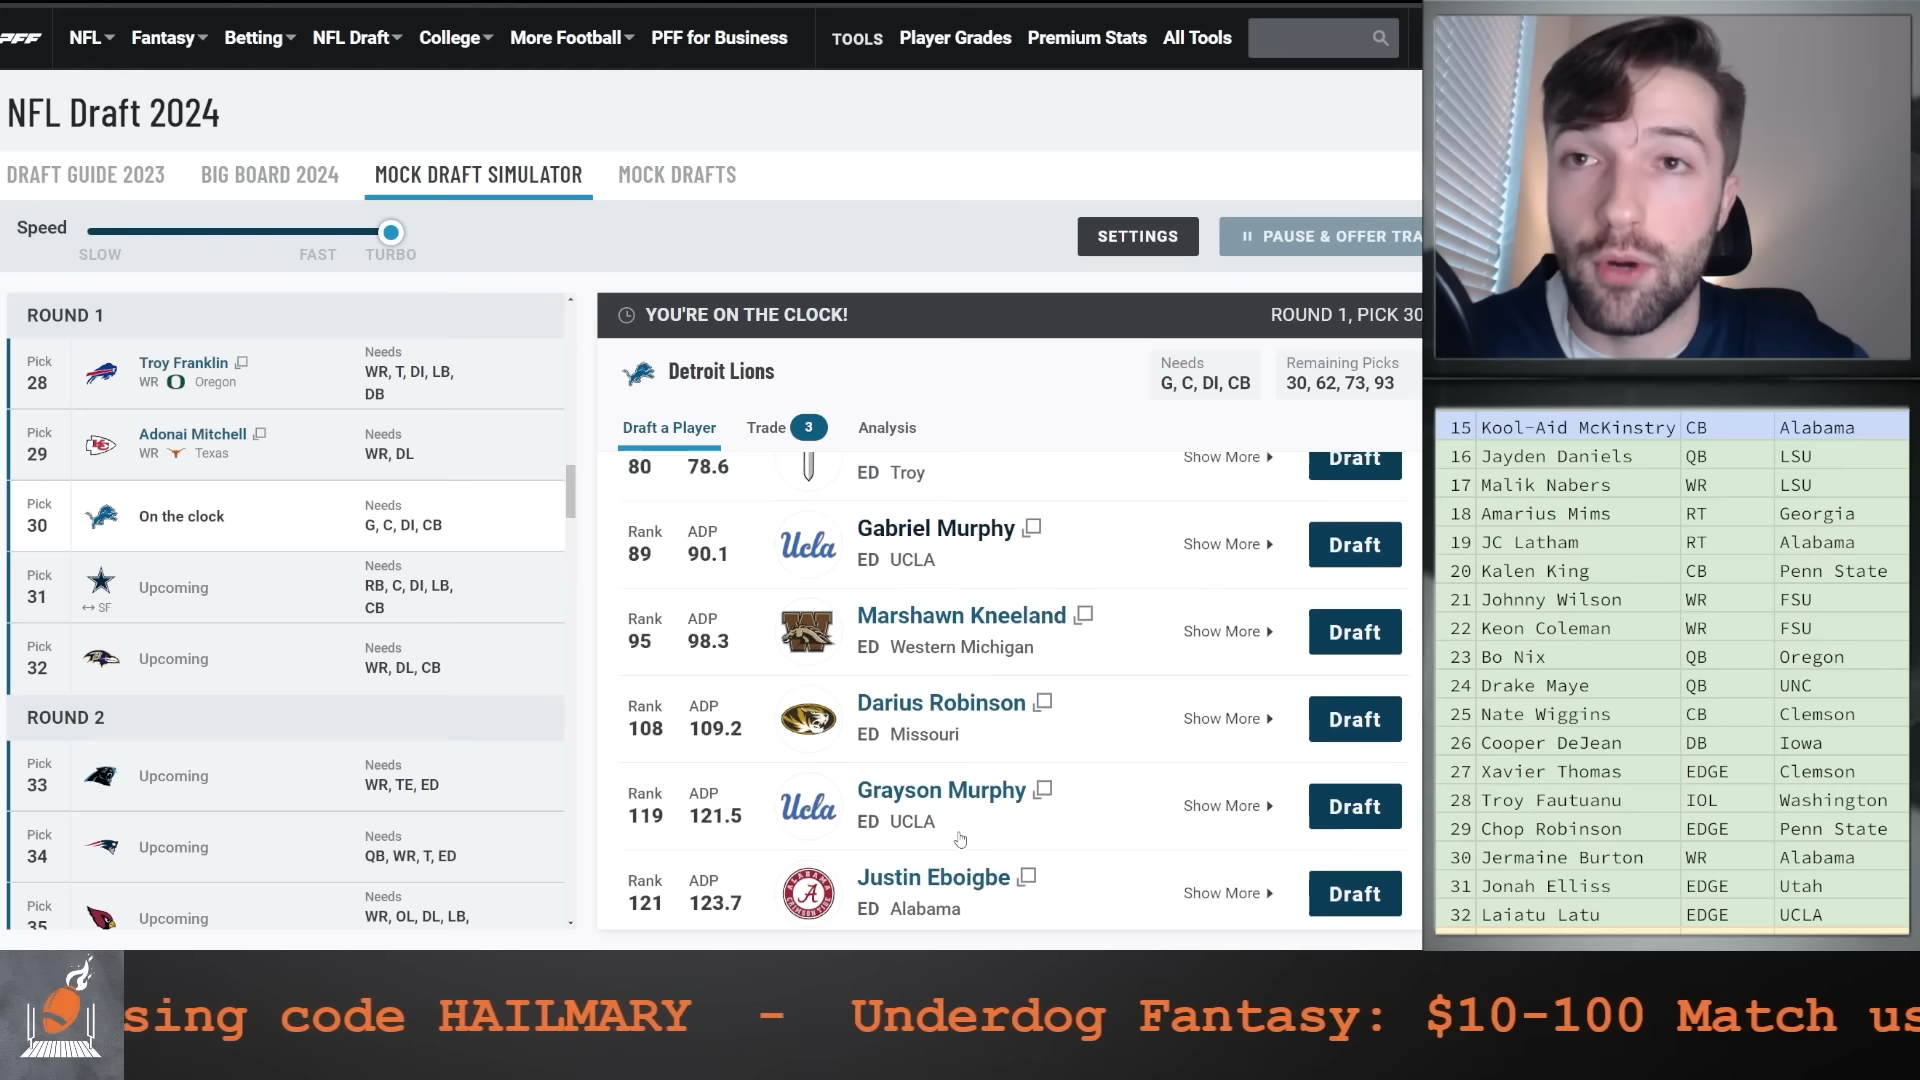 PFF NFL Fantasy Betting NFL Draft College More Football PFF for Business TOOLS Player Grades Premium Stats All Tools
NFL Draft 2024
DRAFT GUIDE 2023 BIG BOARD 2024 MOCK DRAFT SIMULATOR MOCK DRAFTS
Speed
SLOW FAST TURBO
SETTINGS
PAUSE & OFFER TRA
ROUND 1
Pick 28
Troy Franklin
WR O Oregon
Needs
WR, T, DI, LB,
DB
Pick 29
Adonai Mitchell
WR Texas
Needs
WR, DL
Pick 30
On the clock
Needs
G, C, DI, CB
Pick 31
↔ SF
Upcoming
Needs
RB, C, DI, LB,
CB
Pick 32
Upcoming
Needs
WR, DL, CB
ROUND 2
Pick 33
Upcoming
Needs
WR, TE, ED
Pick 34
Upcoming
Needs
QB, WR, T, ED
Pick 35
Upcoming
Needs
WR, OL, DL, LB,
YOU'RE ON THE CLOCK! ROUND 1, PICK 30
Detroit Lions
Needs
G, C, DI, CB
Remaining Picks
30, 62, 73, 93
Draft a Player Trade 3 Analysis
80 78.6
ED Troy
Show More Draft
Rank 89 ADP 90.1
Ucla
Gabriel Murphy
ED UCLA
Show More Draft
Rank 95 ADP 98.3
W
Marshawn Kneeland
ED Western Michigan
Show More Draft
Rank 108 ADP 109.2
Darius Robinson
ED Missouri
Show More Draft
Rank 119 ADP 121.5
Ucla
Grayson Murphy
ED UCLA
Show More Draft
Rank 121 ADP 123.7
ALABAMA A
Justin Eboigbe
ED Alabama
Show More Draft
15 Kool-Aid McKinstry CB Alabama
16 Jayden Daniels QB LSU
17 Malik Nabers WR LSU
18 Amarius Mims RT Georgia
19 JC Latham RT Alabama
20 Kalen King CB Penn State
21 Johnny Wilson WR FSU
22 Keon Coleman WR FSU
23 Bo Nix QB Oregon
24 Drake Maye QB UNC
25 Nate Wiggins CB Clemson
26 Cooper DeJean DB Iowa
27 Xavier Thomas EDGE Clemson
28 Troy Fautuanu IOL Washington
29 Chop Robinson EDGE Penn State
30 Jermaine Burton WR Alabama
31 Jonah Elliss EDGE Utah
32 Laiatu Latu EDGE UCLA
sing code HAILMARY - Underdog Fantasy: $10-100 Match us